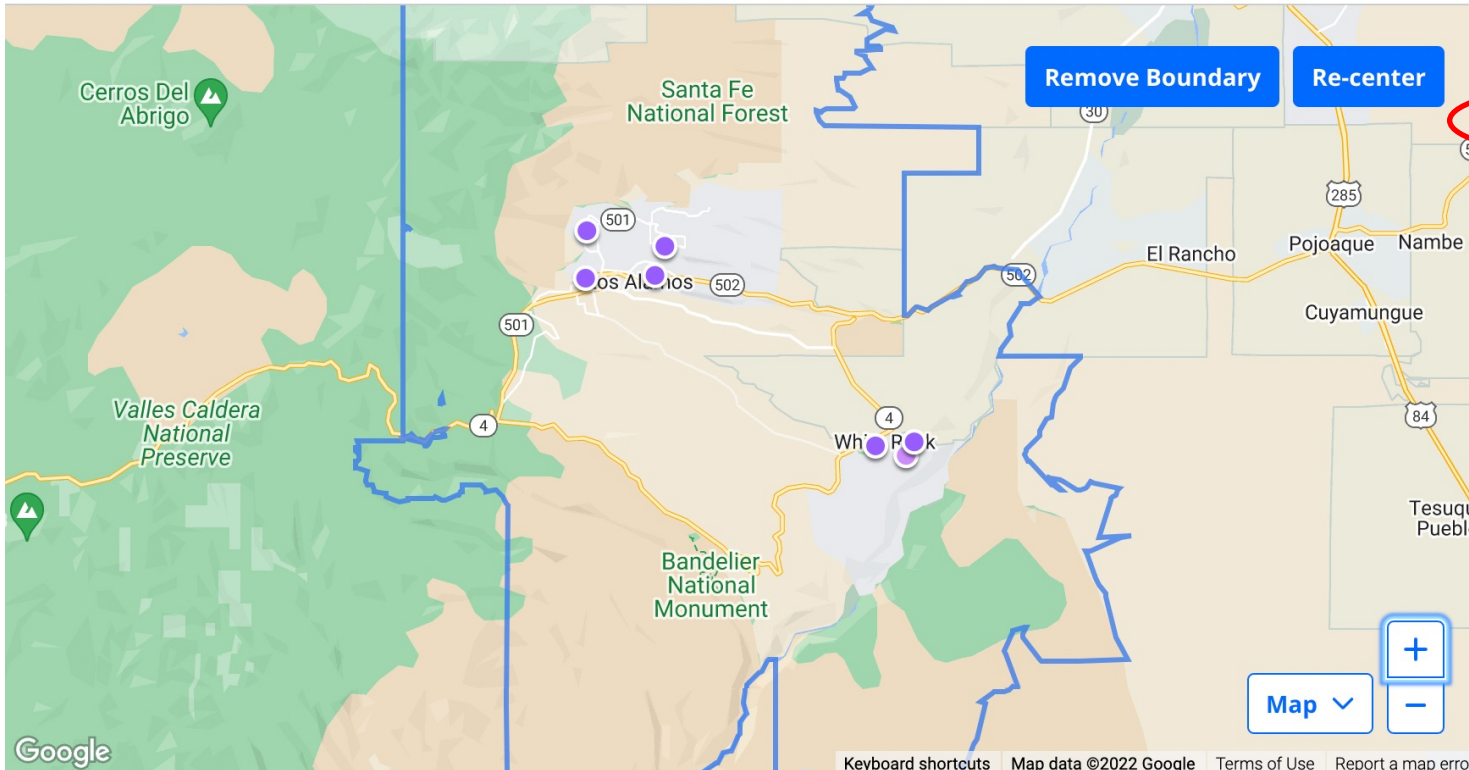 Cerros Del
Abrigo
Santa Fe
National Forest
Remove Boundary
Re-center
30
285
501
Pojoaque
Nambe
El Rancho
502
502
Cuyamungue
501
Valles Caldera
National
Preserve
4
4
84
Tesuqu
Puebl
Bandelier
National
Monument
+
Map
−
Google
Keyboard shortcuts
Map data ©2022 Google
Terms of Use
Report a map erro